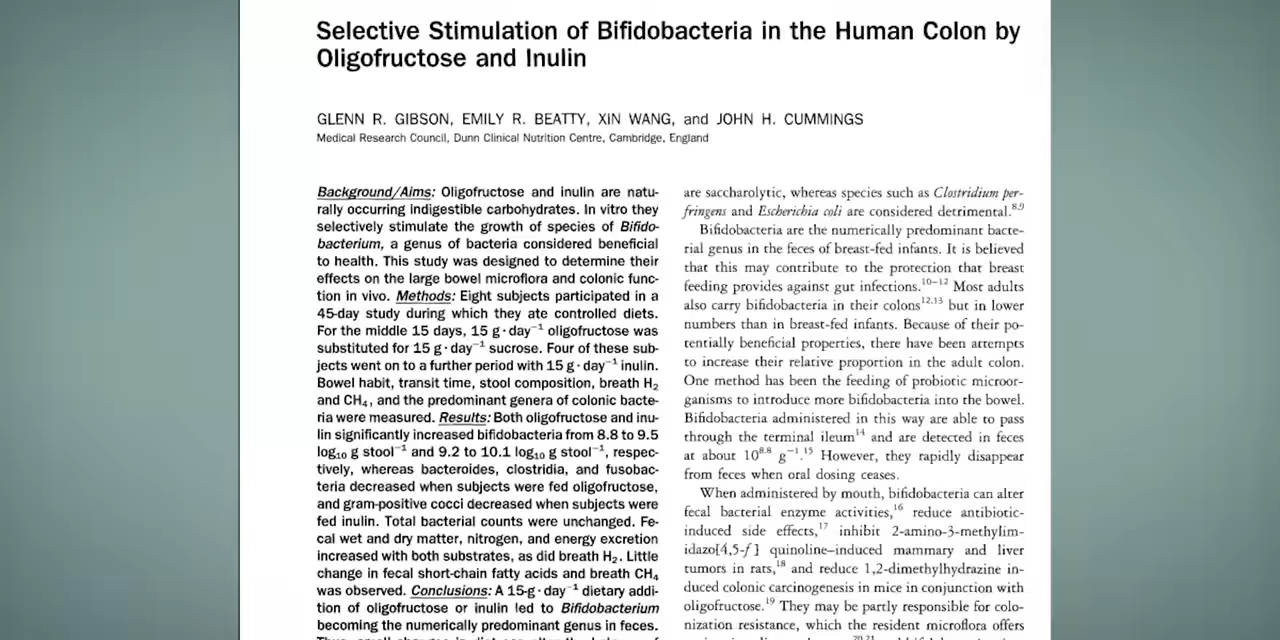 Selective Stimulation of Bifidobacteria in the Human Colon by
Oligofructose and Inulin
GLENN R. GIBSON, EMILY R. BEATTY, XIN WANG, and JOHN H. CUMMINGS
Medical Research Council, Dunn Clinical Nutrition Centre, Cambridge, England
Background/Aims: Oligofructose and inulin are natu-
rally occurring indigestible carbohydrates. In vitro they
selectively stimulate the growth of species of Bifido-
bacterium, a genus of bacteria considered beneficial
to health. This study was designed to determine their
effects on the large bowel microflora and colonic func-
tion in vivo. Methods: Eight subjects participated in a
45-day study during which they ate controlled diets.
For the middle 15 days, 15 g·day⁻¹ oligofructose was
substituted for 15 g·day⁻¹ sucrose. Four of these sub-
jects went on to a further period with 15 g·day⁻¹ inulin.
Bowel habit, transit time, stool composition, breath H₂
and CH₄, and the predominant genera of colonic bacte-
ria were measured. Results: Both oligofructose and inu-
lin significantly increased bifidobacteria from 8.8 to 9.5
log₁₀ g stool⁻¹ and 9.2 to 10.1 log₁₀ g stool⁻¹, respec-
tively, whereas bacteroides, clostridia, and fusobac-
teria decreased when subjects were fed oligofructose,
and gram-positive cocci decreased when subjects were
fed inulin. Total bacterial counts were unchanged. Fe-
cal wet and dry matter, nitrogen, and energy excretion
increased with both substrates, as did breath H₂. Little
change in fecal short-chain fatty acids and breath CH₄
was observed. Conclusions: A 15-g·day⁻¹ dietary addi-
tion of oligofructose or inulin led to Bifidobacterium
becoming the numerically predominant genus in feces.
are saccharolytic, whereas species such as Clostridium per-
fringens and Escherichia coli are considered detrimental.⁸,⁹
Bifidobacteria are the numerically predominant bacte-
rial genus in the feces of breast-fed infants. It is believed
that this may contribute to the protection that breast
feeding provides against gut infections.¹⁰⁻¹² Most adults
also carry bifidobacteria in their colons¹²,¹³ but in lower
numbers than in breast-fed infants. Because of their po-
tentially beneficial properties, there have been attempts
to increase their relative proportion in the adult colon.
One method has been the feeding of probiotic microor-
ganisms to introduce more bifidobacteria into the bowel.
Bifidobacteria administered in this way are able to pass
through the terminal ileum¹⁴ and are detected in feces
at about 10⁸·⁸ g⁻¹.¹⁵ However, they rapidly disappear
from feces when oral dosing ceases.
When administered by mouth, bifidobacteria can alter
fecal bacterial enzyme activities,¹⁶ reduce antibiotic-
induced side effects,¹⁷ inhibit 2-amino-3-methylim-
idazo[4,5-f] quinoline–induced mammary and liver
tumors in rats,¹⁸ and reduce 1,2-dimethylhydrazine in-
duced colonic carcinogenesis in mice in conjunction with
oligofructose.¹⁹ They may be partly responsible for colo-
nization resistance, which the resident microflora offers